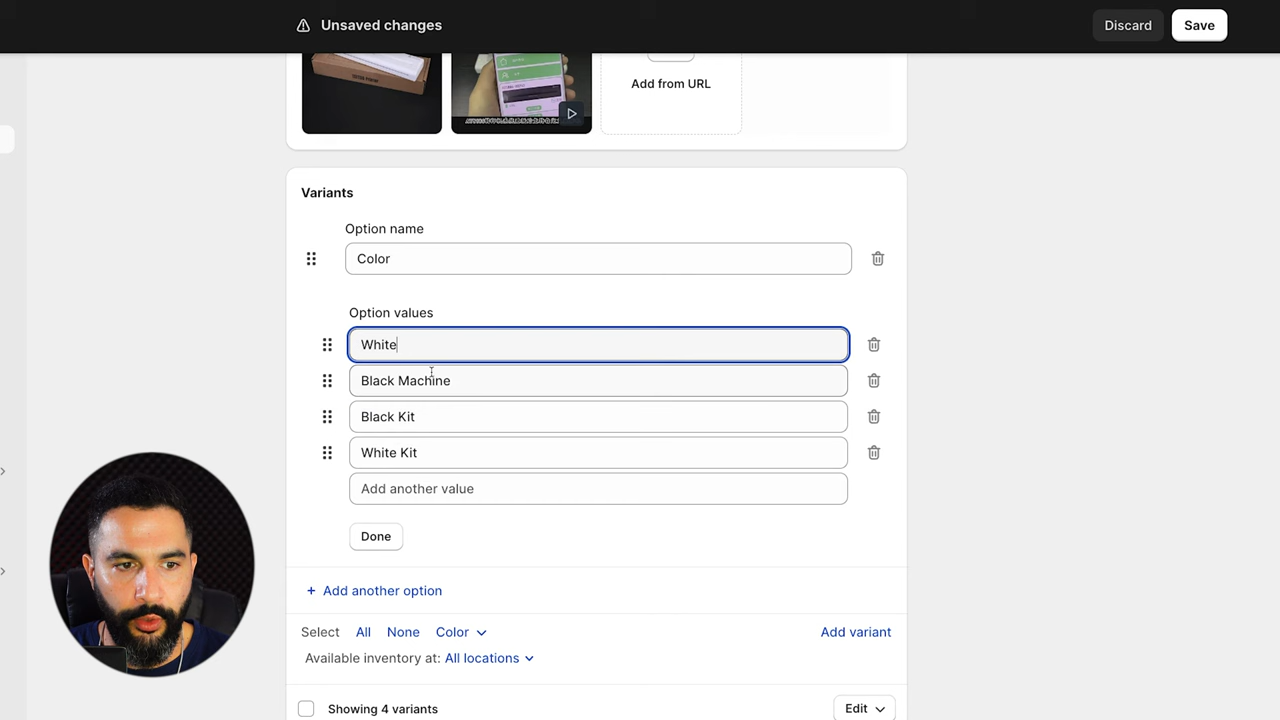 Unsaved changes
Discard
Save
Add from URL
Variants
Option name
Color
Option values
White
Black Machine
Black Kit
White Kit
Add another value
Done
+ Add another option
Select All None Color
Add variant
Available inventory at: All locations
Showing 4 variants
Edit